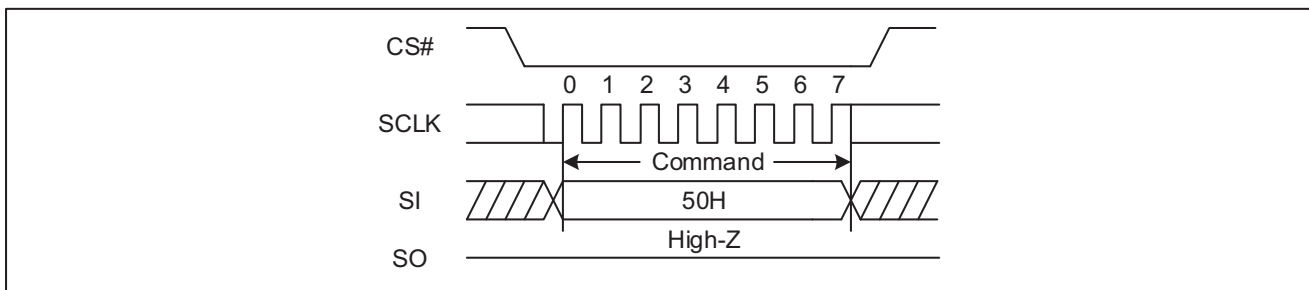 CS#
0 1 2 3 4 5 6 7
SCLK
Command
SI
50H
High-Z
SO